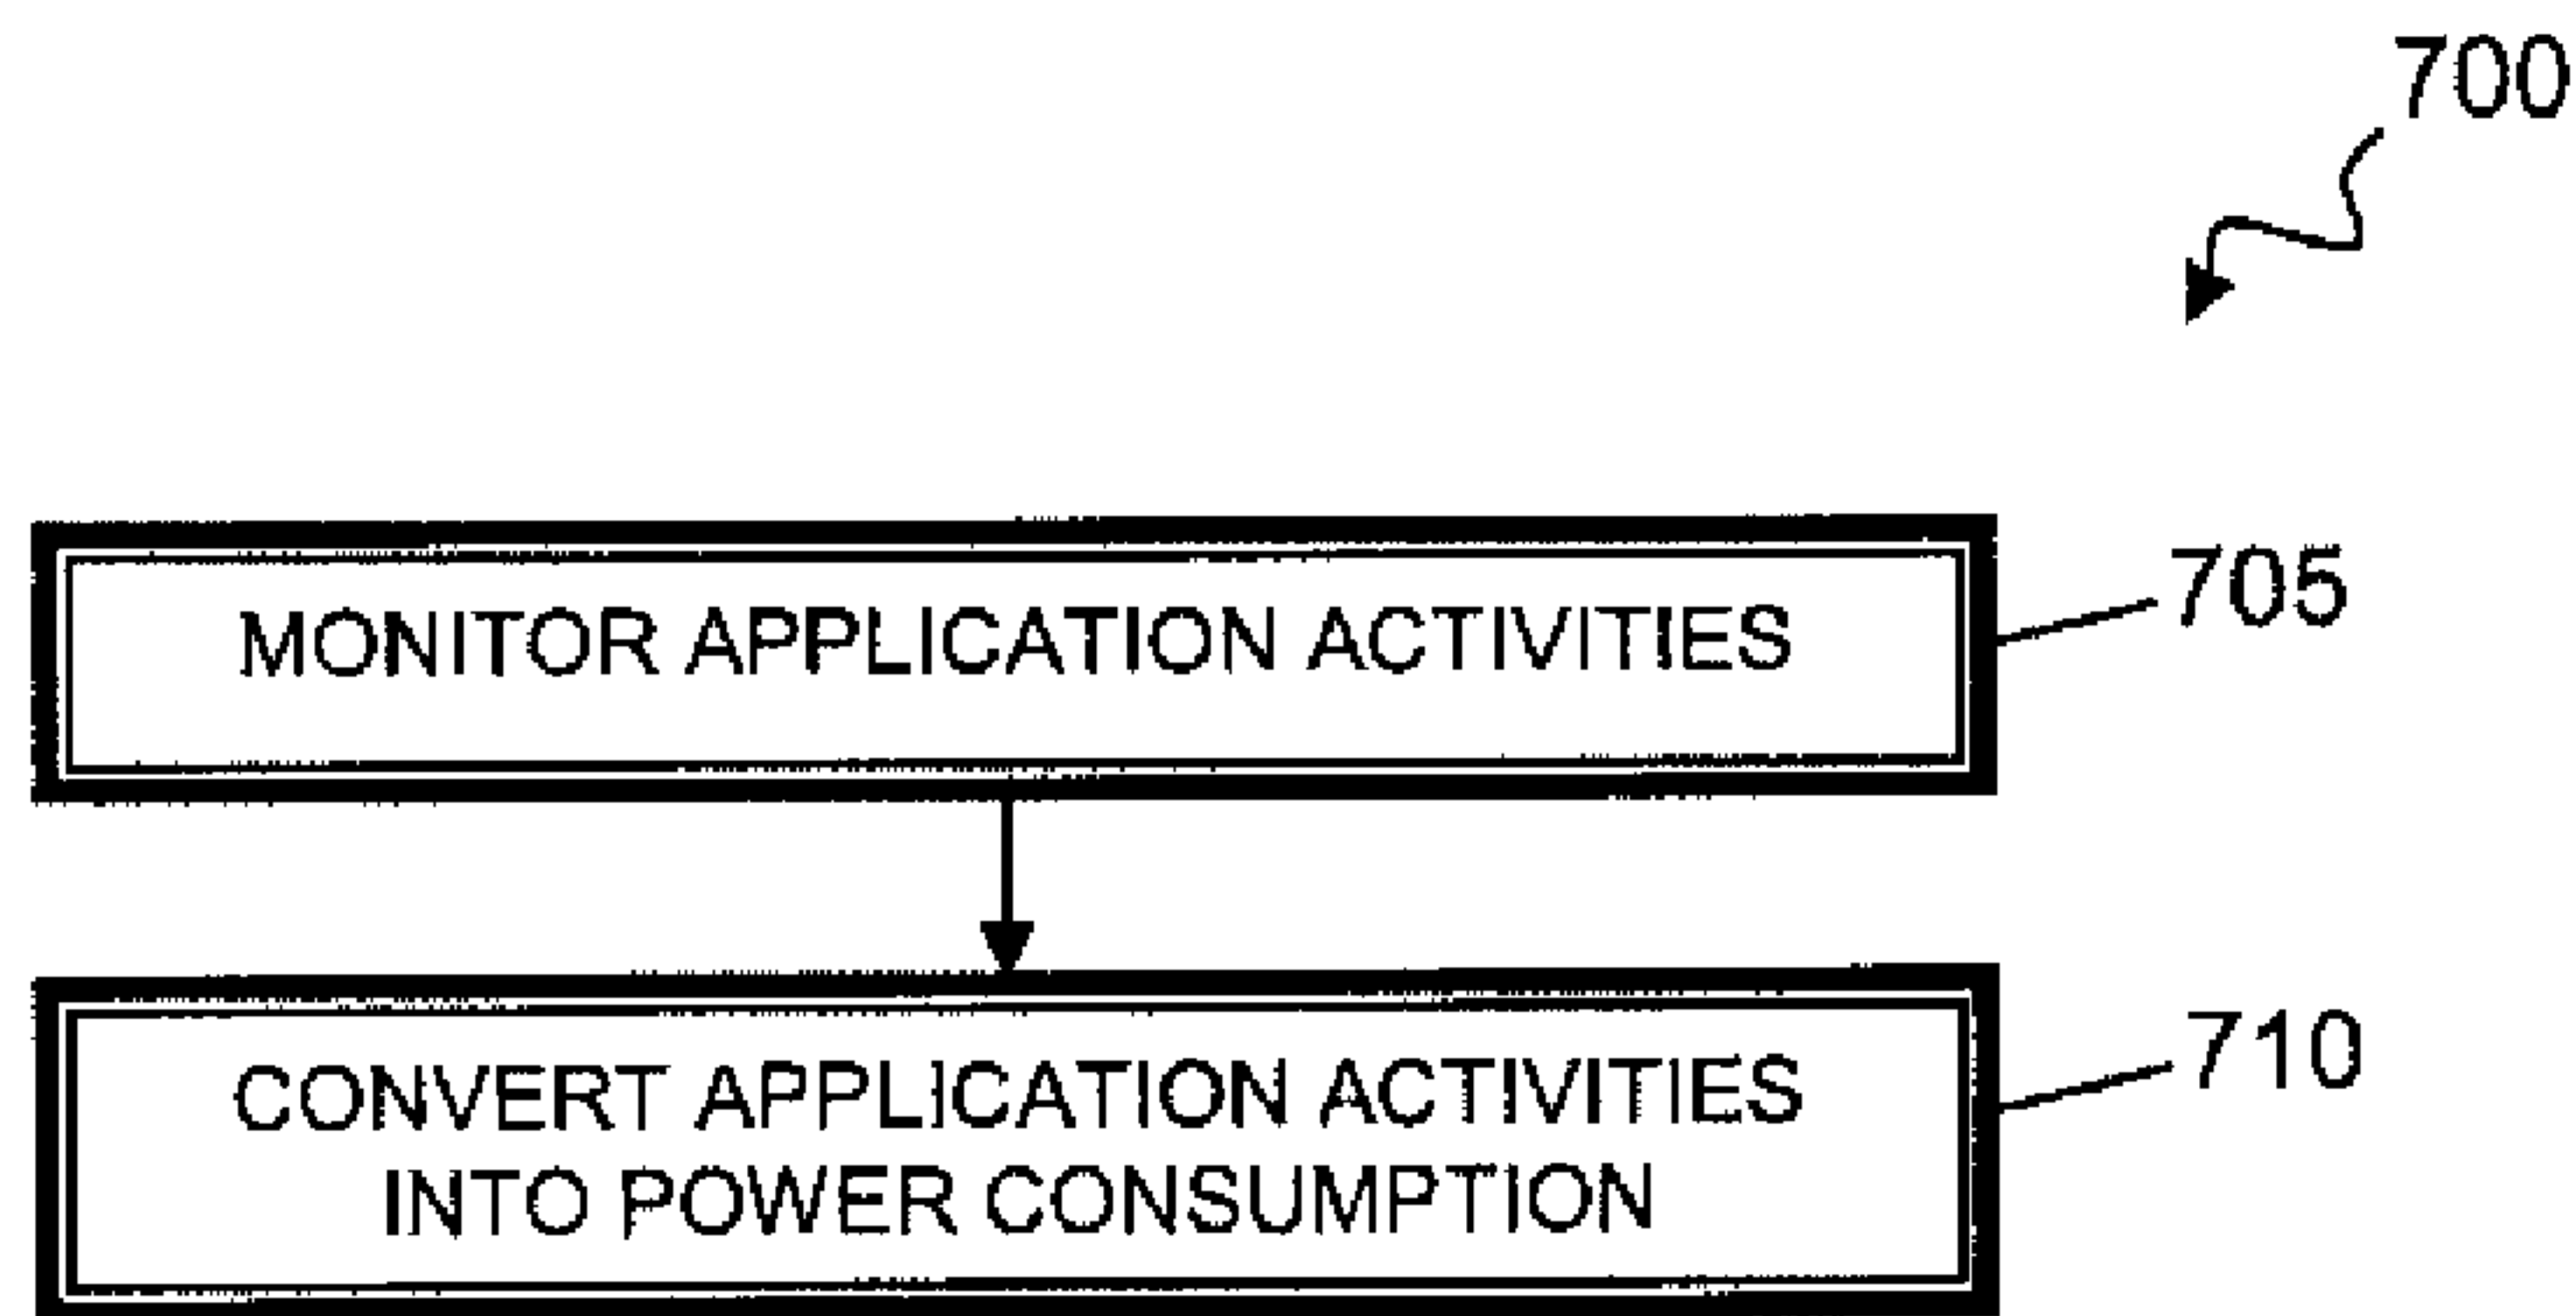 700
MONITOR APPLICATION ACTIVITIES
705
CONVERT APPLICATION ACTIVITIES
INTO POWER CONSUMPTION
710